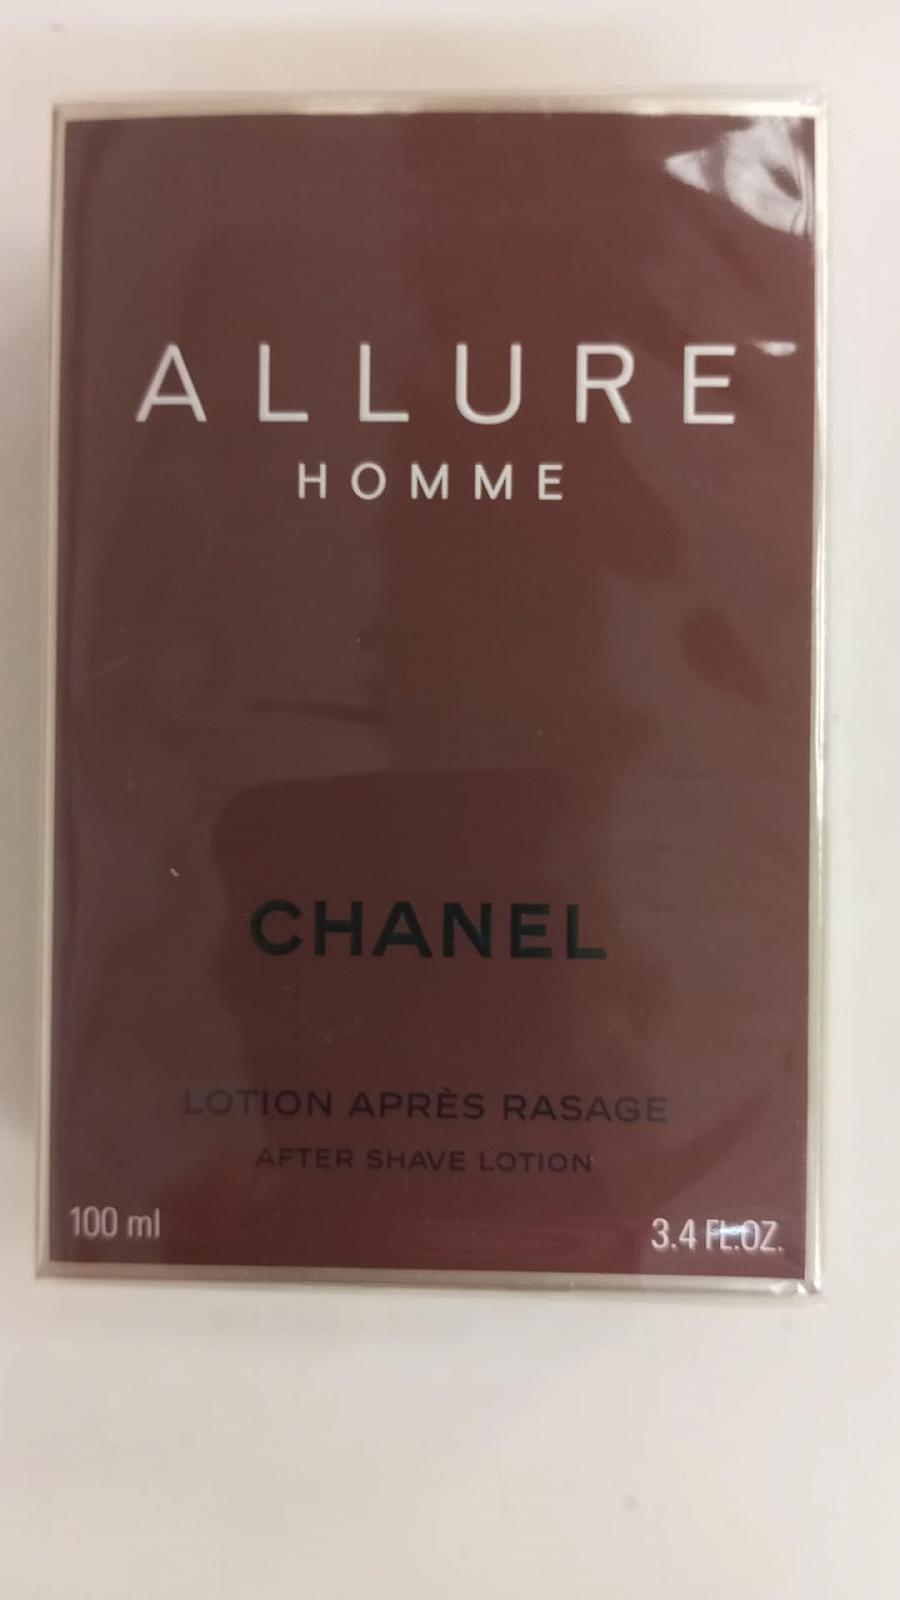 ALLURE
HOMME
CHANEL
LOTION APRÈS RASAGE
AFTER SHAVE LOTION
100 ml
3.4 FL.OZ.